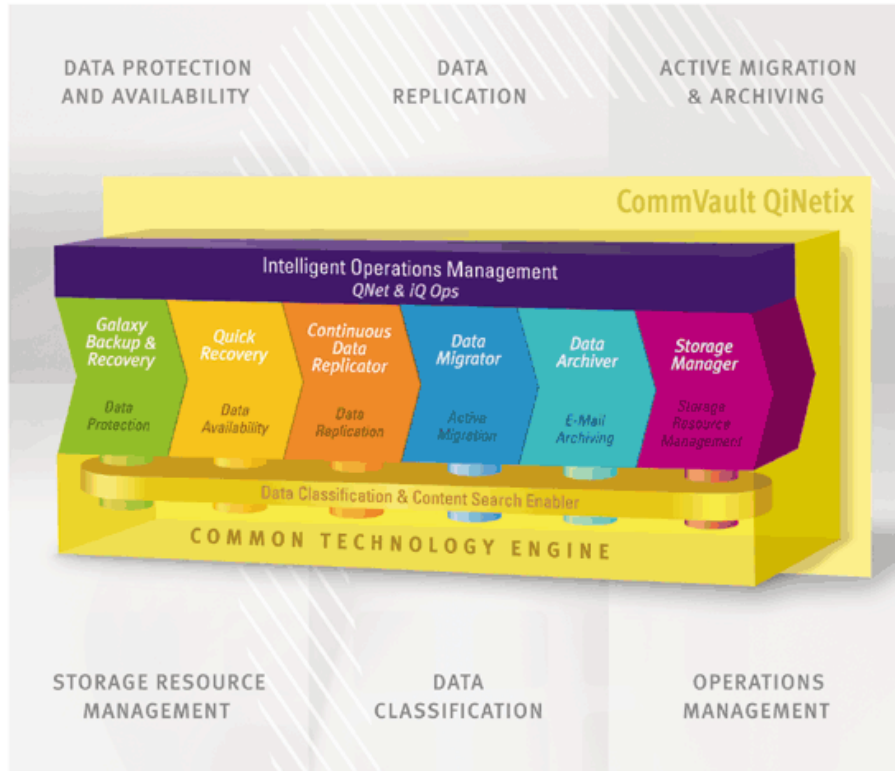 DATA PROTECTION
AND AVAILABILITY
DATA
REPLICATION
ACTIVE MIGRATION
& ARCHIVING
CommVault QiNetix
Intelligent Operations Management
QNet & iQ Ops
Galaxy
Backup &
Recovery
Data
Protection
Quick
Recovery
Data
Availability
Continuous
Data
Replicator
Data
Replication
Data
Migrator
Active
Migration
Data
Archiver
E-Mail
Archiving
Storage
Manager
Storage
Resource
Management
Data Classification & Content Search Enabler
COMMON TECHNOLOGY ENGINE
STORAGE RESOURCE
MANAGEMENT
DATA
CLASSIFICATION
OPERATIONS
MANAGEMENT